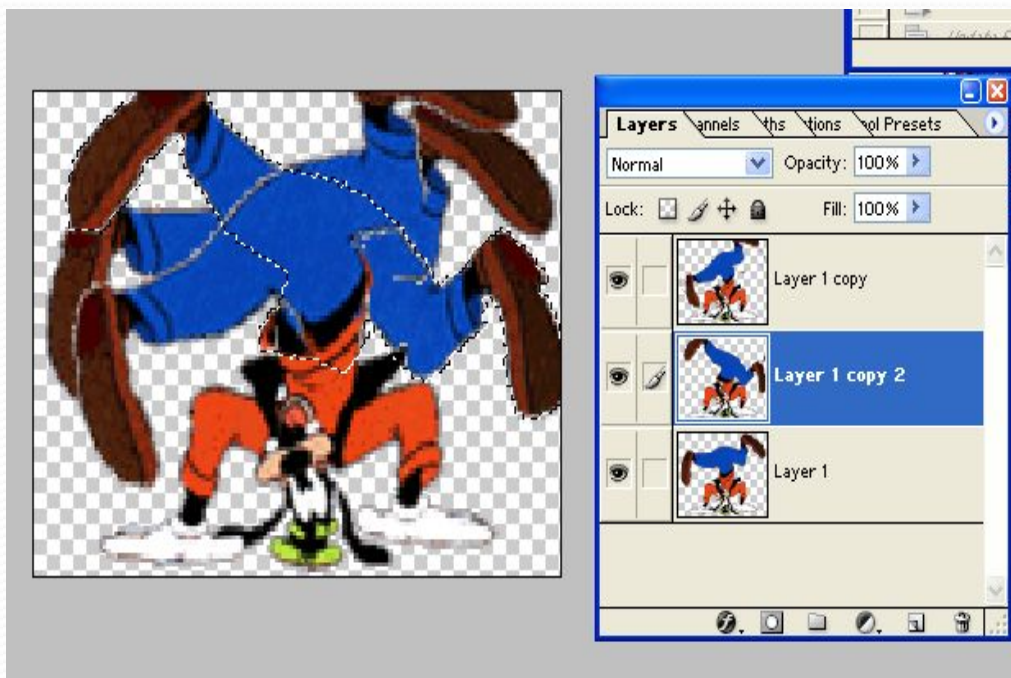 Layers annels ths tions ool Presets
Normal Opacity: 100%
Lock: Fill: 100%
Layer 1 copy
Layer 1 copy 2
Layer 1